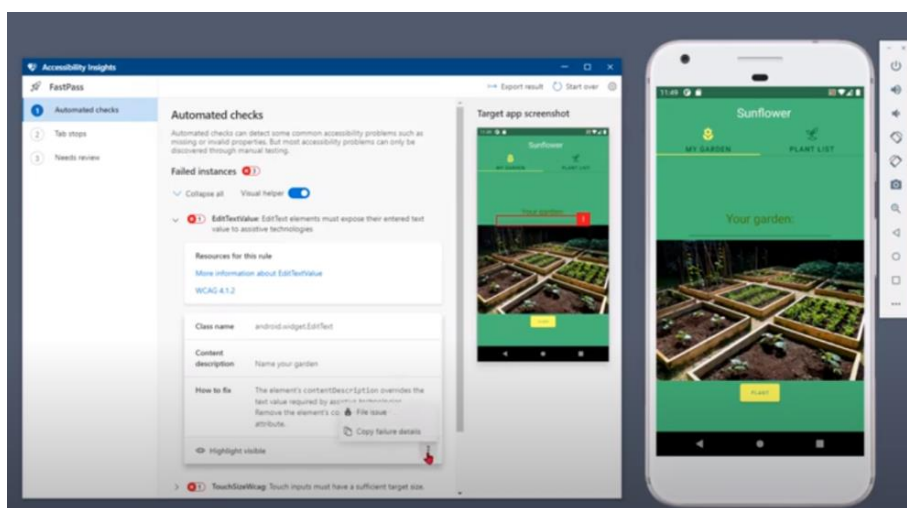 Accessibility Insights
FastPass
Export result
Start over
1 Automated checks
2 Tab stops
3 Needs review
Automated checks
Automated checks can detect some common accessibility problems such as
missing or invalid properties. But most accessibility problems can only be
discovered through manual testing.
Failed instances
Collapse all
Visual helper
EditTextValue: EditText elements must expose their entered text
value to assistive technologies
Resources for this rule
More information about EditTextValue
WCAG 4.1.2
Class name
android.widget.EditText
Content
description
Name your garden
How to fix
The element's contentDescription overrides the
text value required by assistive technologies.
Remove the element's
attribute.
File issue
Copy failure details
Highlight visible
TouchSizeWcag: Touch inputs must have a sufficient target size.
Target app screenshot
Sunflower
MY GARDEN
PLANT LIST
Your garden:
11:49
Sunflower
MY GARDEN
PLANT LIST
Your garden:
PLANT